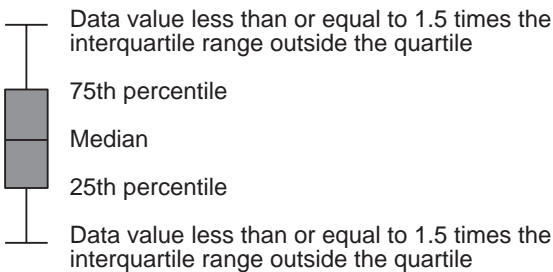 Data value less than or equal to 1.5 times the
interquartile range outside the quartile
75th percentile
Median
25th percentile
Data value less than or equal to 1.5 times the
interquartile range outside the quartile